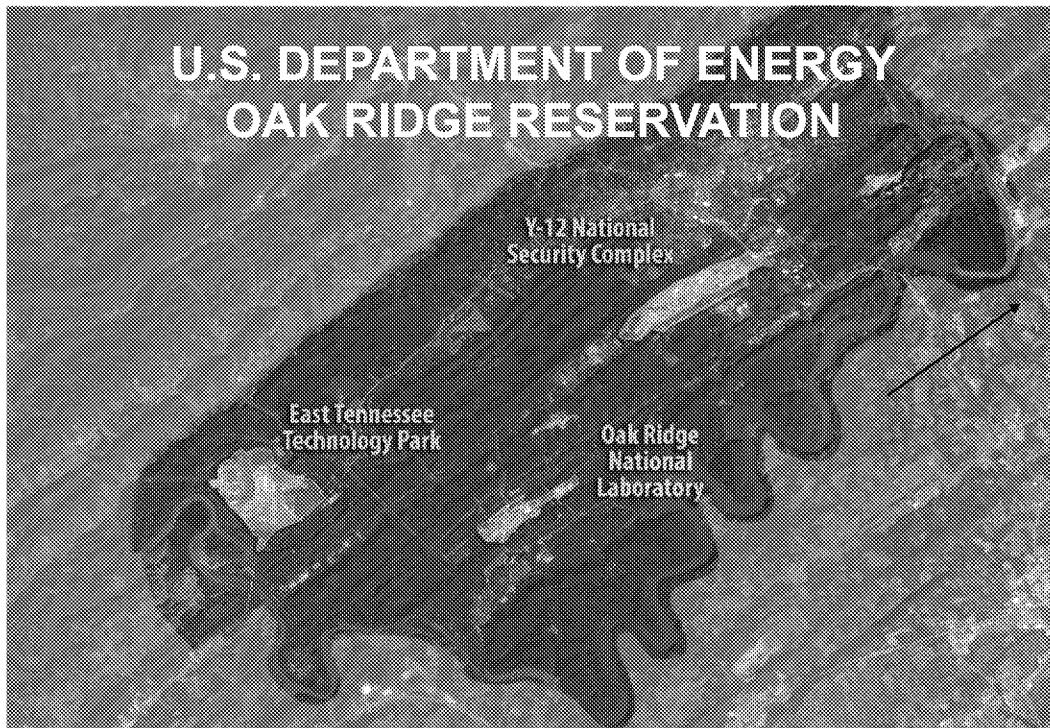 U.S. DEPARTMENT OF ENERGY
OAK RIDGE RESERVATION
Y-12 National
Security Complex
East Tennessee
Technology Park
Oak Ridge
National
Laboratory